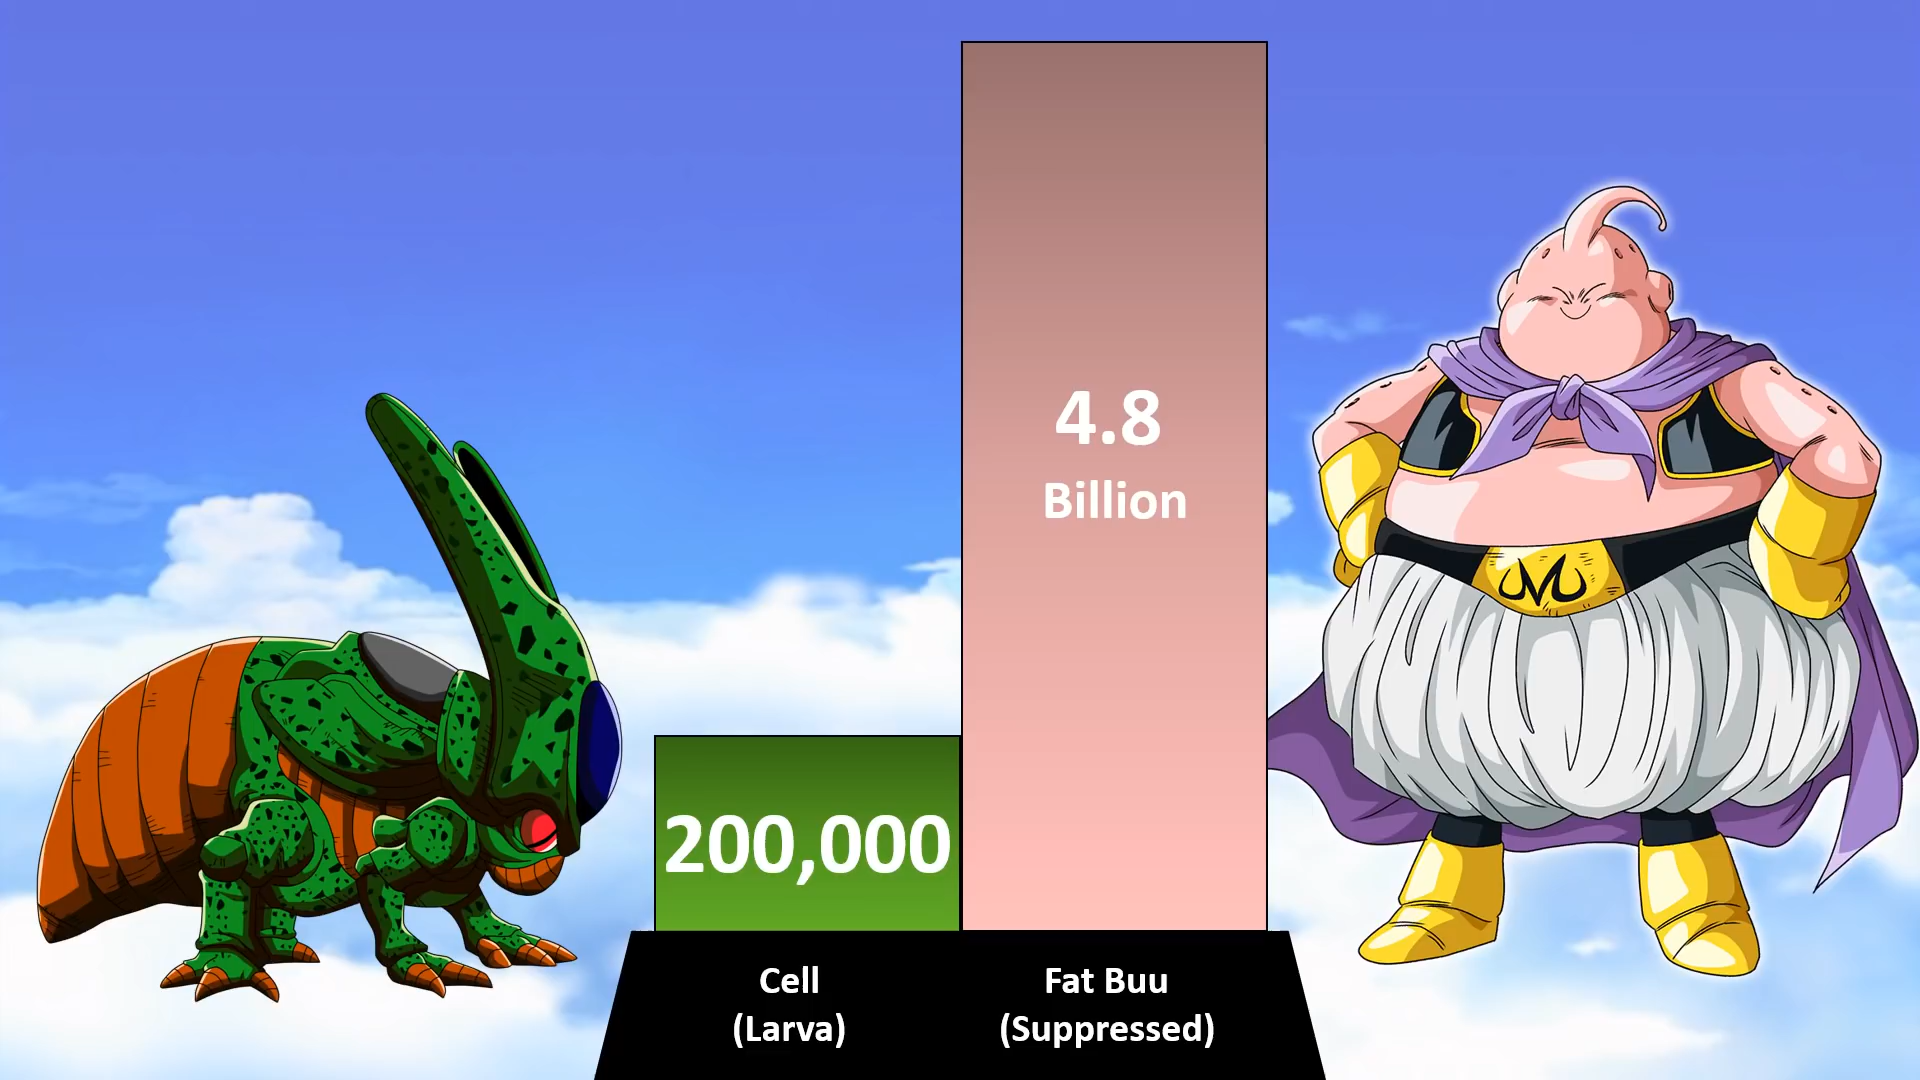 4.8
Billion
200,000
Cell
(Larva)
Fat Buu
(Suppressed)
M